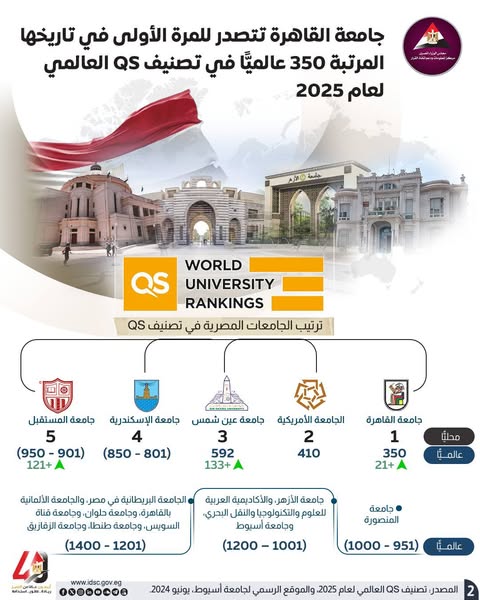 جامعة القاهرة تتصدر للمرة الأولى في تاريخها
المرتبة 350 عالميًّا في تصنيف QS العالمي
لعام 2025
جامعة الأزهر
QS
WORLD
UNIVERSITY
RANKINGS
ترتيب الجامعات المصرية في تصنيف QS
جامعة القاهرة
الجامعة الأمريكية
جامعة عين شمس
جامعة الإسكندرية
جامعة المستقبل
محليًّا
1
2
3
4
5
عالمــيًّا
350
410
592
(801 - 850)
(901 - 950)
21+
133+
121+
جامعة
المنصورة
جامعة الأزهر، والأكاديمية العربية
للعلوم والتكنولوجيا والنقل البحري،
وجامعة أسيوط
الجامعة البريطانية في مصر، والجامعة الألمانية
بالقاهرة، وجامعة حلوان، وجامعة قناة
السويس، وجامعة طنطا، وجامعة الزقازيق
عالمــيًّا
(951 - 1000)
(1001 - 1200)
(1201 - 1400)
2
المصدر: تصنيف QS العالمي لعام 2025، والموقع الرسمي لجامعة أسيوط، يونيو 2024.
www.idsc.gov.eg